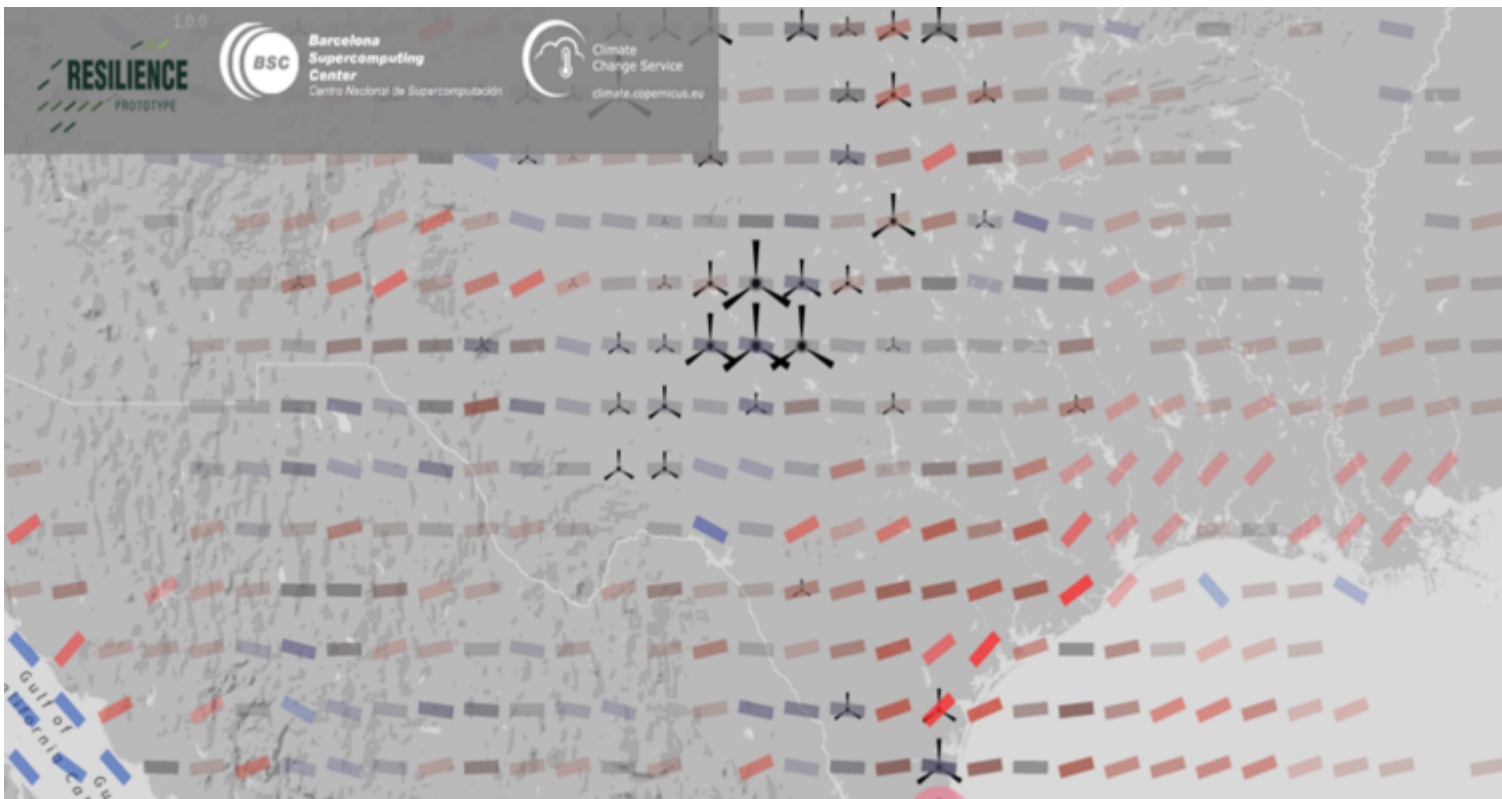 1.0.0
RESILIENCE
PROTOTYPE
BSC
Barcelona
Supercomputing
Center
Centro Nacional de Supercomputación
Climate
Change Service
climate.copernicus.eu
Gulf of
California